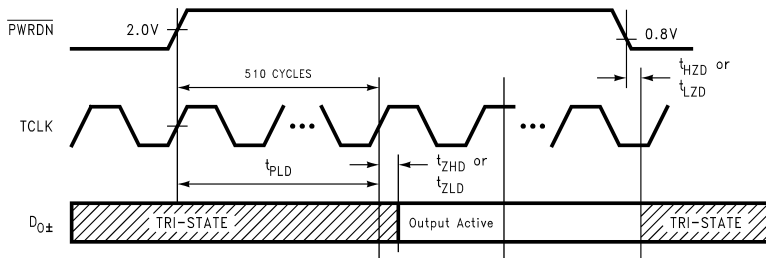 PWRDN
2.0V
0.8V
510 CYCLES
tHZD or
tLZD
TCLK
•••
•••
tPLD
tZHD or
tZLD
DO±
TRI-STATE
Output Active
TRI-STATE